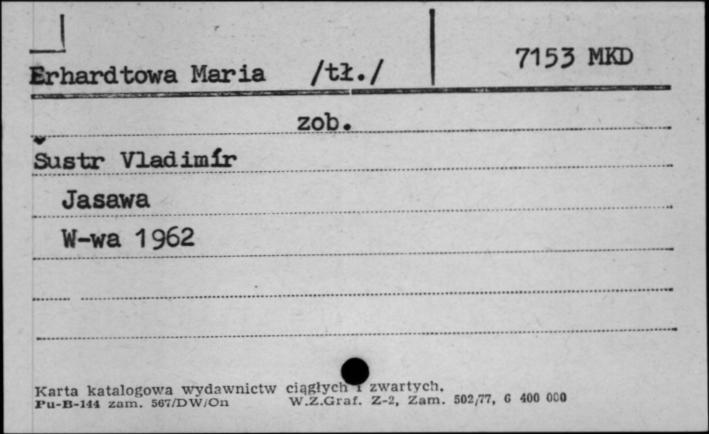 Erhardtowa Maria /tł./ 7153 MKD
zob.
Šustr Vladimír
Jasawa
W-wa 1962
Karta katalogowa wydawnictw ciągłych i zwartych.
Pu-B-144 zam. 567/DW/On W.Z.Graf. Z-2, Zam. 502/77, 6 400 000